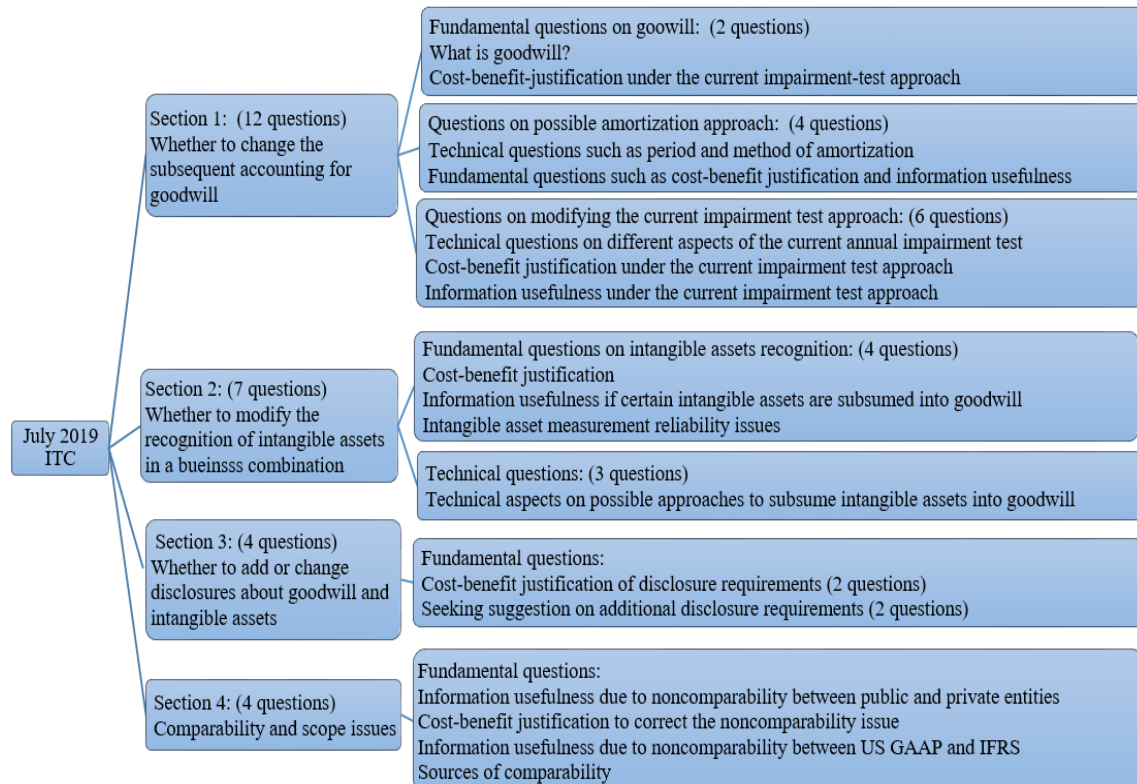 July 2019
ITC
Section 1: (12 questions)
Whether to change the
subsequent accounting for
goodwill
Fundamental questions on goowill: (2 questions)
What is goodwill?
Cost-benefit-justification under the current impairment-test approach
Questions on possible amortization approach: (4 questions)
Technical questions such as period and method of amortization
Fundamental questions such as cost-benefit justification and information usefulness
Questions on modifying the current impairment test approach: (6 questions)
Technical questions on different aspects of the current annual impairment test
Cost-benefit justification under the current impairment test approach
Information usefulness under the current impairment test approach
Section 2: (7 questions)
Whether to modify the
recognition of intangible assets
in a bueinsss combination
Fundamental questions on intangible assets recognition: (4 questions)
Cost-benefit justification
Information usefulness if certain intangible assets are subsumed into goodwill
Intangible asset measurement reliability issues
Technical questions: (3 questions)
Technical aspects on possible approaches to subsume intangible assets into goodwill
Section 3: (4 questions)
Whether to add or change
disclosures about goodwill and
intangible assets
Fundamental questions:
Cost-benefit justification of disclosure requirements (2 questions)
Seeking suggestion on additional disclosure requirements (2 questions)
Section 4: (4 questions)
Comparability and scope issues
Fundamental questions:
Information usefulness due to noncomparability between public and private entities
Cost-benefit justification to correct the noncomparability issue
Information usefulness due to noncomparability between US GAAP and IFRS
Sources of comparability